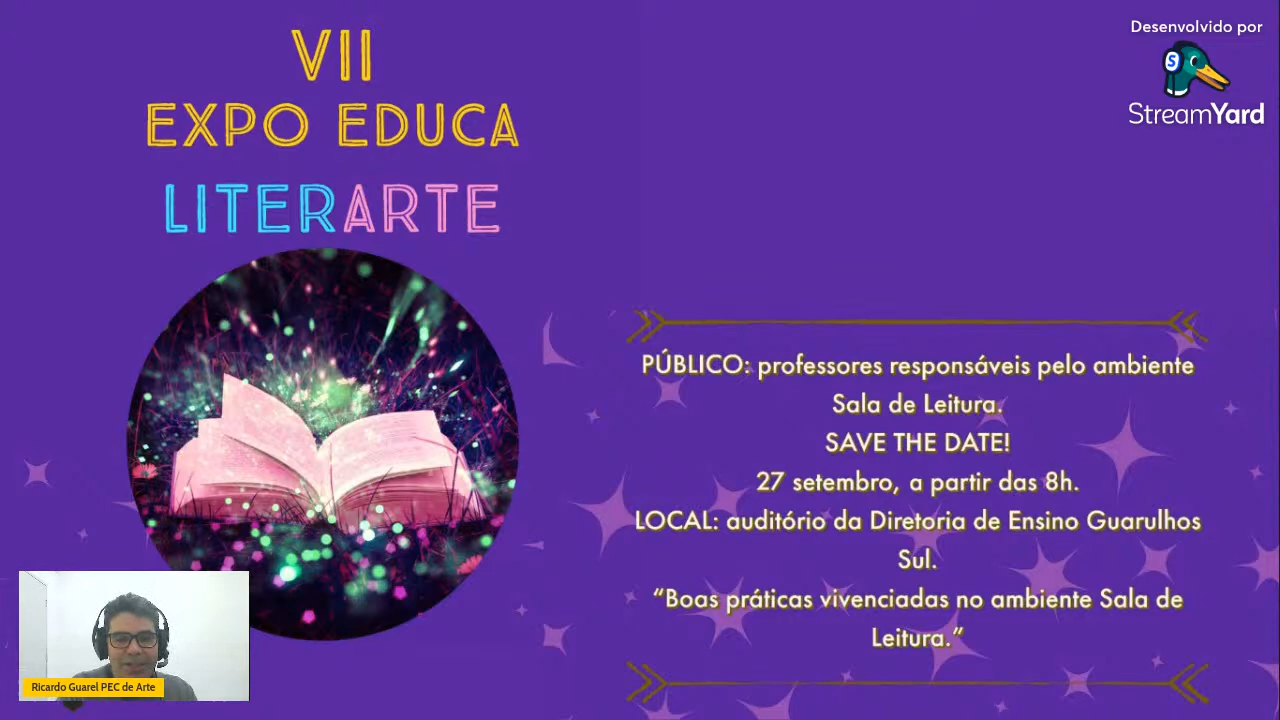 VII
EXPO EDUCA
LITERARTE
Desenvolvido por
S
StreamYard
PÚBLICO: professores responsáveis pelo ambiente
Sala de Leitura.
SAVE THE DATE!
27 setembro, a partir das 8h.
LOCAL: auditório da Diretoria de Ensino Guarulhos
Sul.
“Boas práticas vivenciadas no ambiente Sala de
Leitura.”
Ricardo Guarel PEC de Arte